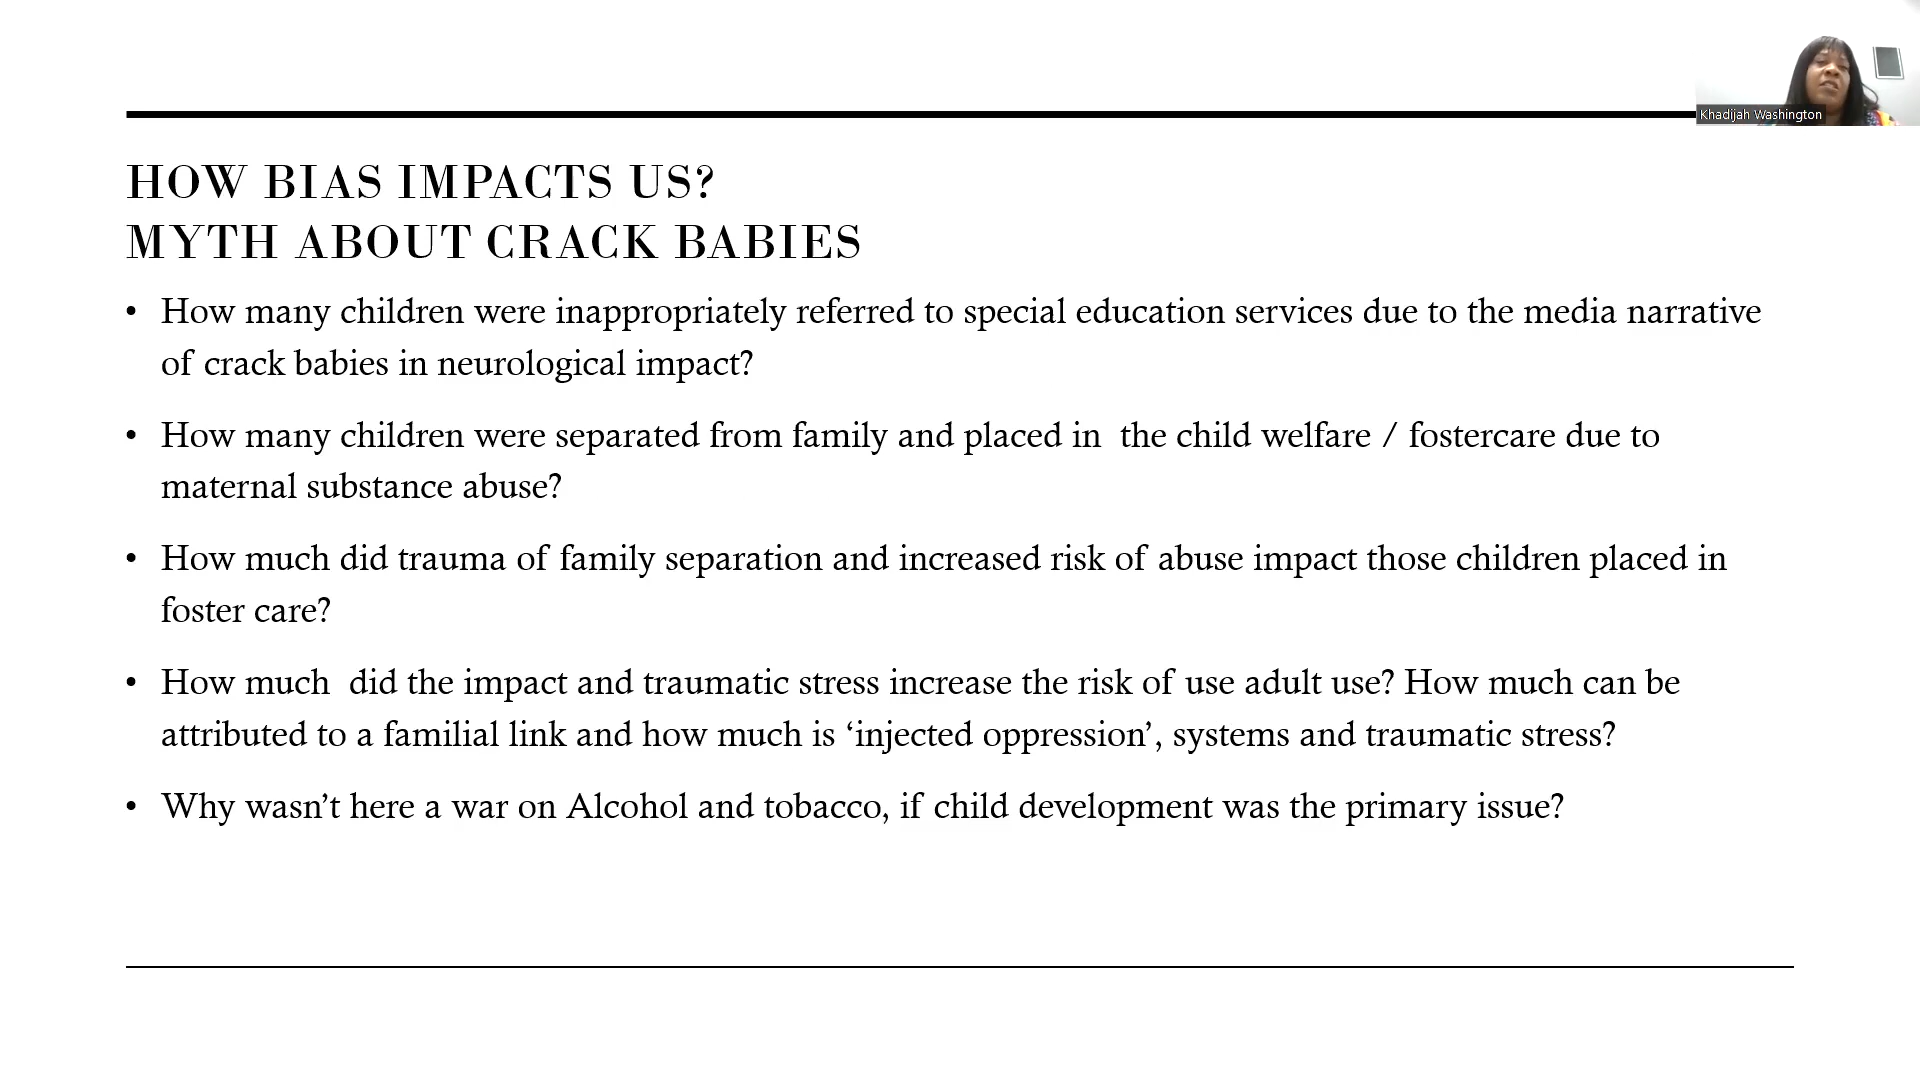 Khadijah Washington
HOW BIAS IMPACTS US?
MYTH ABOUT CRACK BABIES
• How many children were inappropriately referred to special education services due to the media narrative
of crack babies in neurological impact?
• How many children were separated from family and placed in  the child welfare / fostercare due to
maternal substance abuse?
• How much did trauma of family separation and increased risk of abuse impact those children placed in
foster care?
• How much  did the impact and traumatic stress increase the risk of use adult use? How much can be
attributed to a familial link and how much is ‘injected oppression’, systems and traumatic stress?
• Why wasn’t here a war on Alcohol and tobacco, if child development was the primary issue?